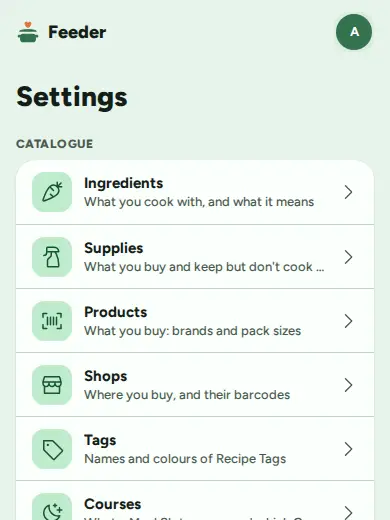 Feeder
A
Settings
CATALOGUE
Ingredients
What you cook with, and what it means
Supplies
What you buy and keep but don't cook ...
Products
What you buy: brands and pack sizes
Shops
Where you buy, and their barcodes
Tags
Names and colours of Recipe Tags
Courses